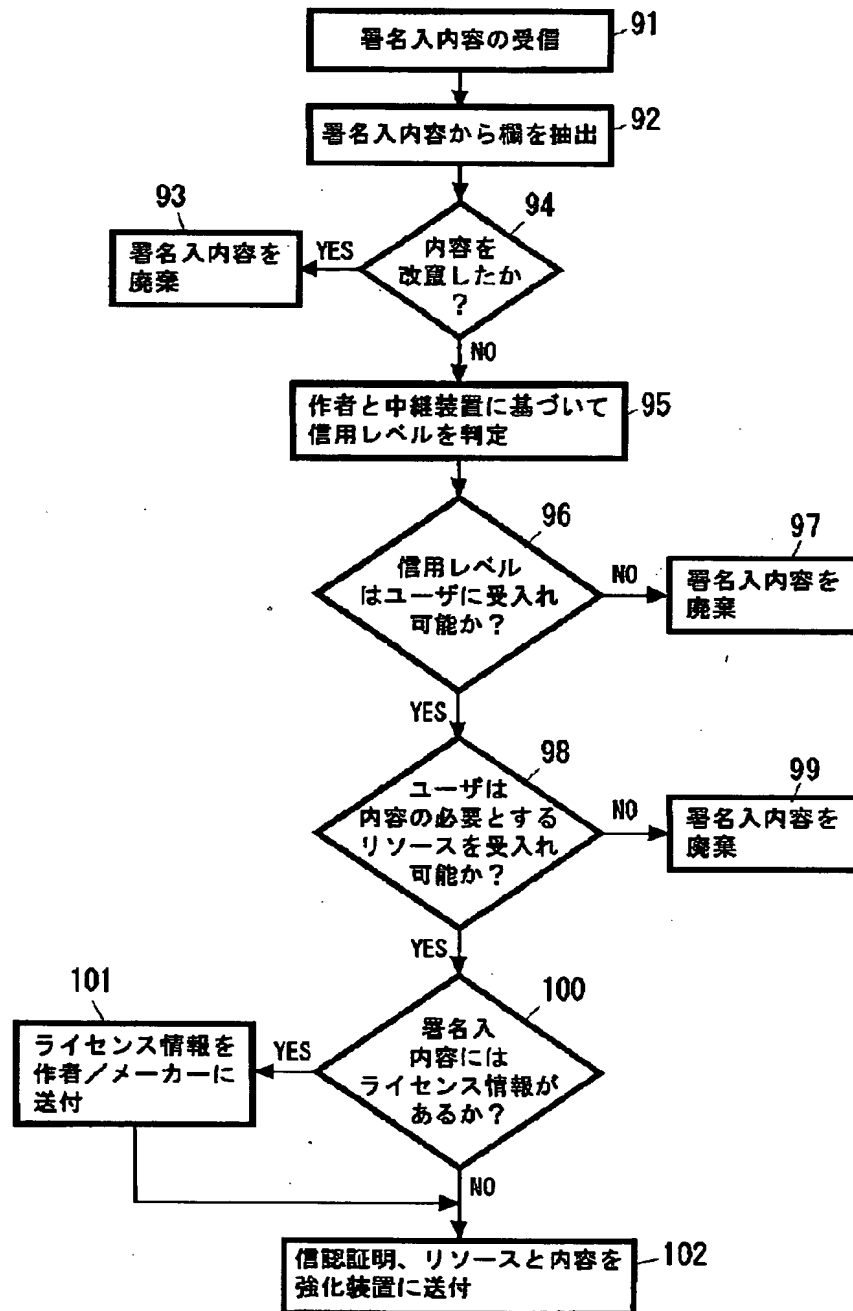 署名入内容の受信
91
署名入内容から欄を抽出
92
93
署名入内容を
廃棄
YES
94
内容を
改竄したか
?
NO
作者と中継装置に基づいて
信用レベルを判定
95
96
信用レベル
はユーザに受入れ
可能か?
NO
97
署名入内容を
廃棄
YES
98
ユーザは
内容の必要とする
リソースを受入れ
可能か?
NO
99
署名入内容を
廃棄
YES
101
ライセンス情報を
作者/メーカーに
送付
YES
100
署名入
内容には
ライセンス情報が
あるか?
NO
信認証明、リソースと内容を
強化装置に送付
102